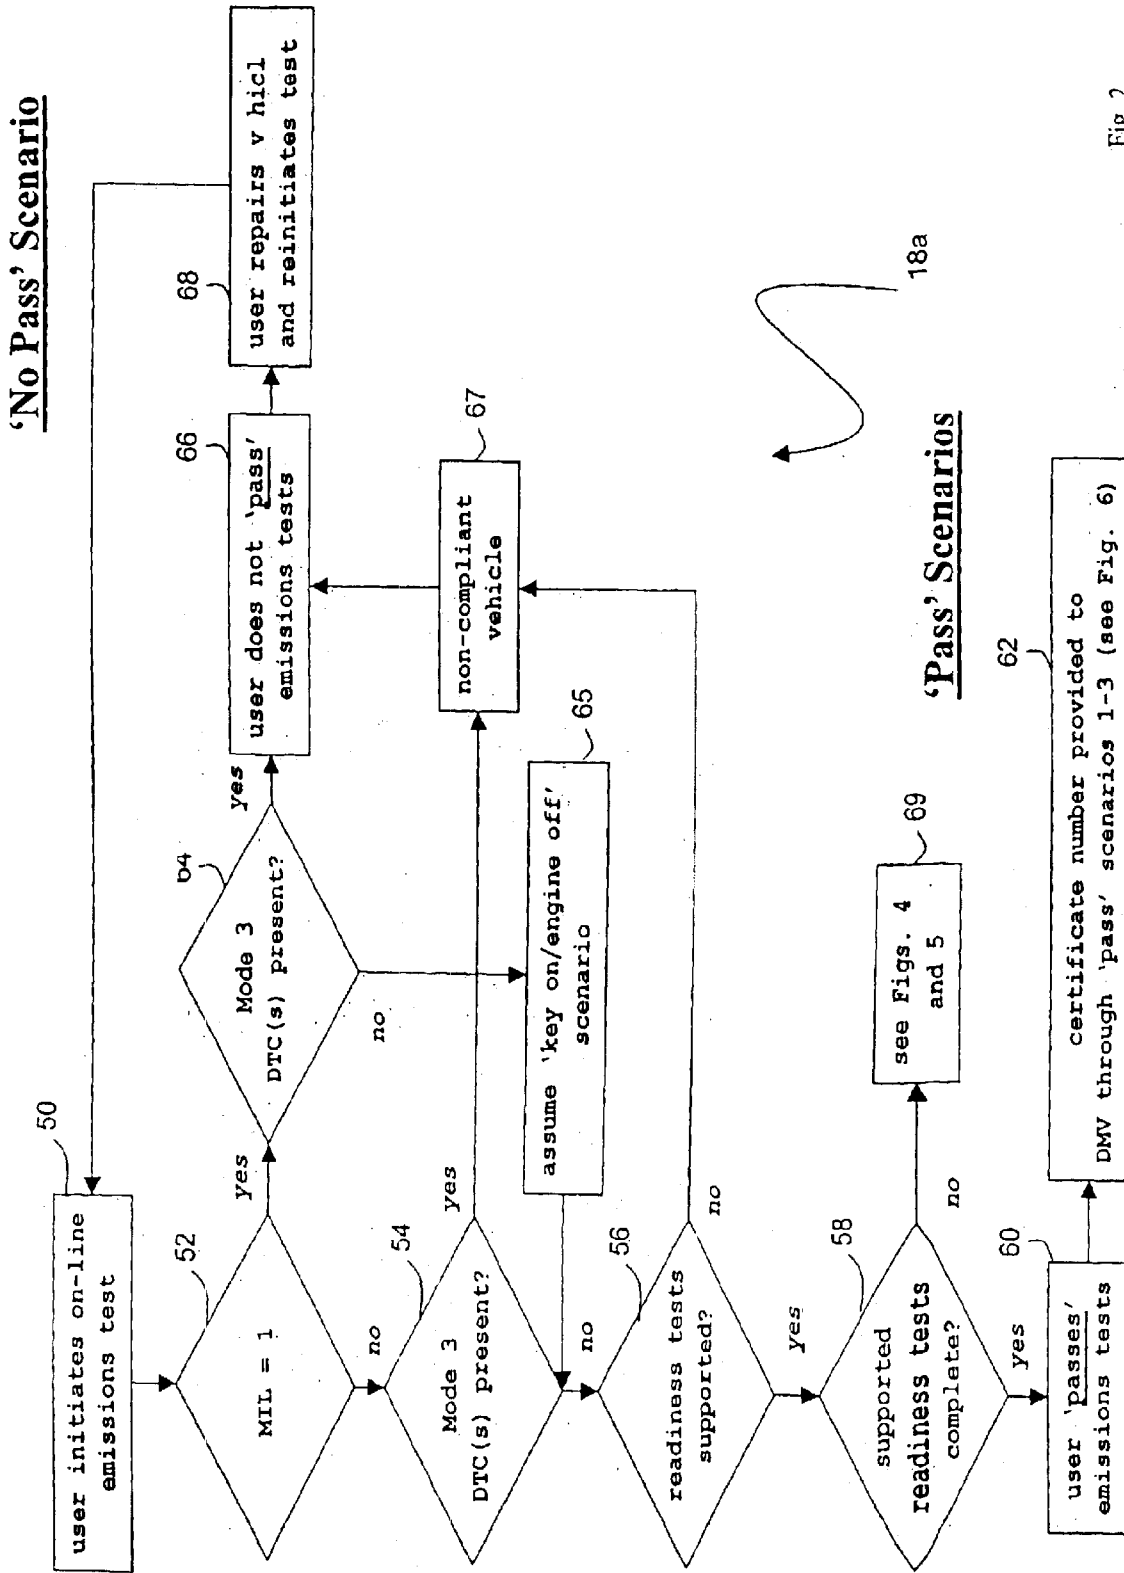 'No Pass' Scenario
50
user initiates on-line
emissions test
52
MIL = 1
yes
no
64
Mode 3
DTC(s) present?
yes
no
66
user does not 'pass'
emissions tests
68
user repairs v hicl
and reinitiates test
54
Mode 3
DTC(s) present?
yes
no
67
non-compliant
vehicle
65
assume 'key on/engine off'
scenario
56
readiness tests
supported?
no
yes
58
supported
readiness tests
complete?
no
yes
69
see Figs. 4
and 5
18a
'Pass' Scenarios
60
user 'passes'
emissions tests
62
certificate number provided to
DMV through 'pass' scenarios 1-3 (see Fig. 6)